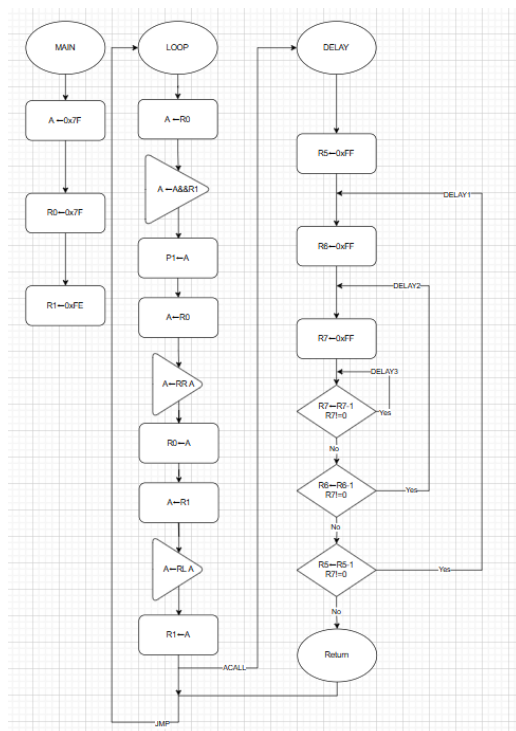 MAIN
A ←0x7F
R0←0x7F
R1←0xFE
LOOP
A ←R0
A ←A&&R1
P1←A
A←R0
A←RR A
R0←A
A←R1
A←RL A
R1←A
ACALL
JMP
DELAY
R5←0xFF
DELAY1
R6←0xFF
DELAY2
R7←0xFF
DELAY3
R7←R7-1
R7!=0
Yes
No
R6←R6-1
R7!=0
Yes
No
R5←R5-1
R7!=0
Yes
No
Return